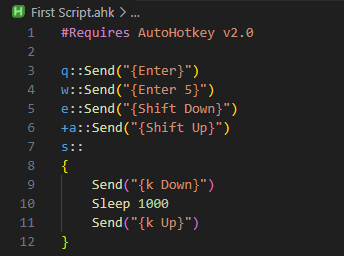 First Script.ahk > ...
1 #Requires AutoHotkey v2.0
2
3 q::Send("{Enter}")
4 w::Send("{Enter 5}")
5 e::Send("{Shift Down}")
6 +a::Send("{Shift Up}")
7 s::
8 {
9     Send("{k Down}")
10     Sleep 1000
11     Send("{k Up}")
12 }